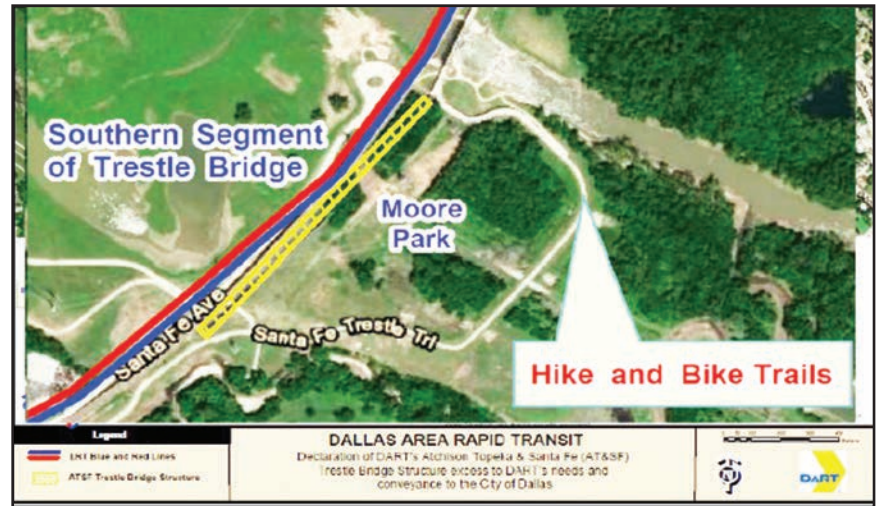 Southern Segment
of Trestle Bridge
Moore
Park
Santa Fe Ave
Santa Fe Trestle Trl
Hike and Bike Trails
Legend
LRT Blue and Red Lines
ATSF Trestle Bridge Structure
DALLAS AREA RAPID TRANSIT
Declaration of DART's Atchison Topeka & Santa Fe (AT&SF)
Trestle Bridge Structure excess to DART's needs and
conveyance to the City of Dallas
DART